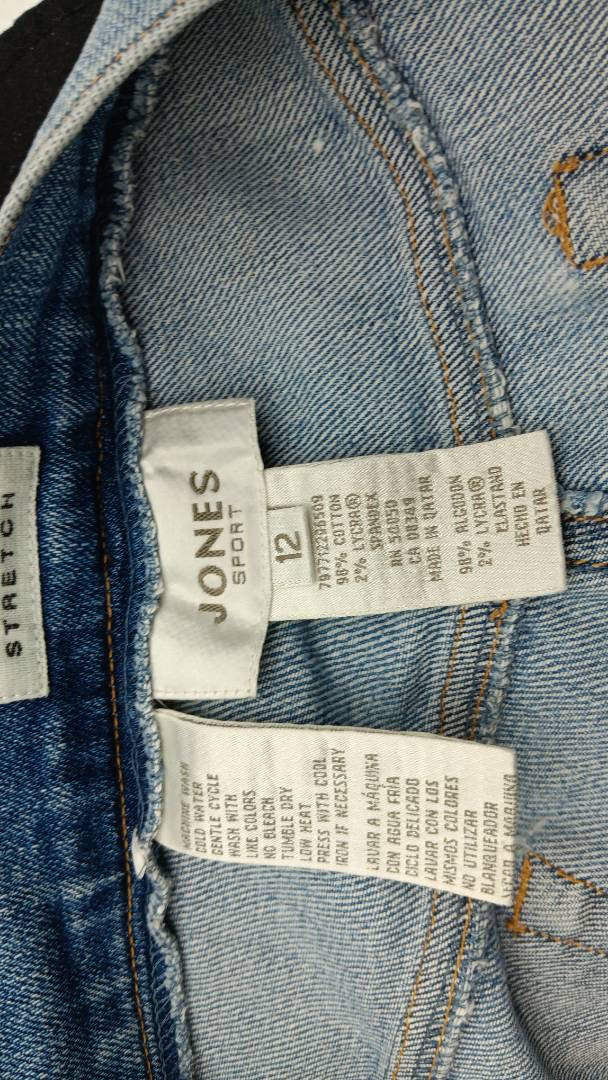 STRETCH
JONES
SPORT
12
797712296509
98% COTTON
2% LYCRA®
SPANDEX
RN 56050
CA 08349
MADE IN QATAR
98% ALGODON
2% LYCRA®
ELASTANO
HECHO EN
QATAR
MACHINE WASH
COLD WATER
GENTLE CYCLE
WASH WITH
LIKE COLORS
NO BLEACH
TUMBLE DRY
LOW HEAT
PRESS WITH COOL
IRON IF NECESSARY
LAVAR A MÁQUINA
CON AGUA FRÍA
CICLO DELICADO
LAVAR CON LOS
MISMOS COLORES
NO UTILIZAR
BLANQUEADOR